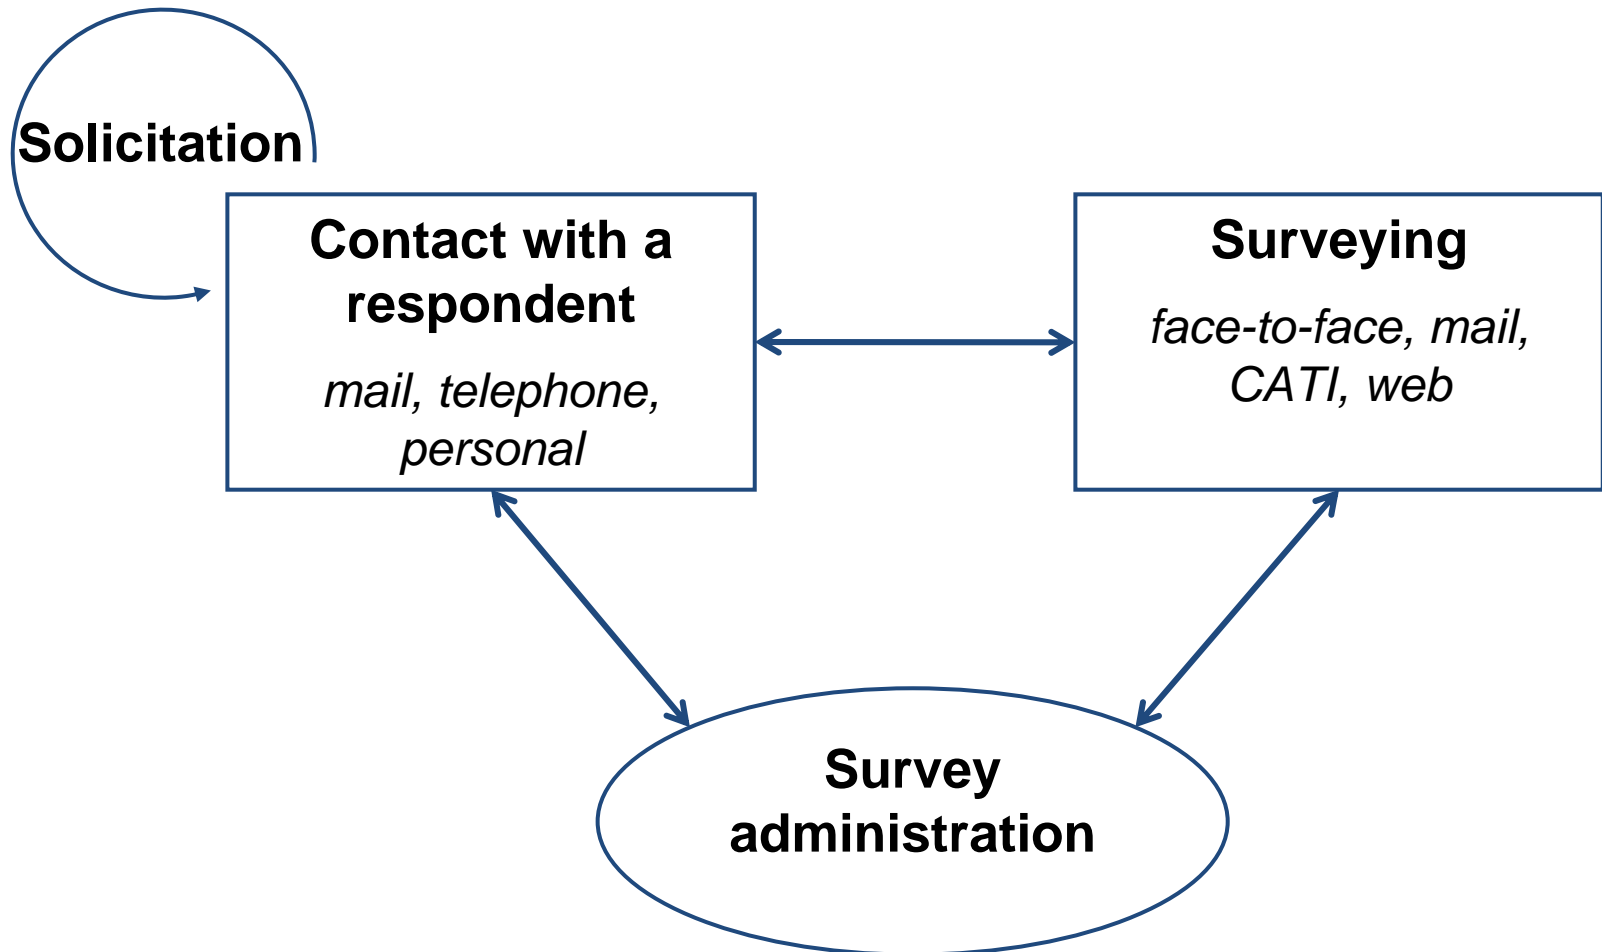 Solicitation
Contact with a
respondent
mail, telephone,
personal
Surveying
face-to-face, mail,
CATI, web
Survey
administration